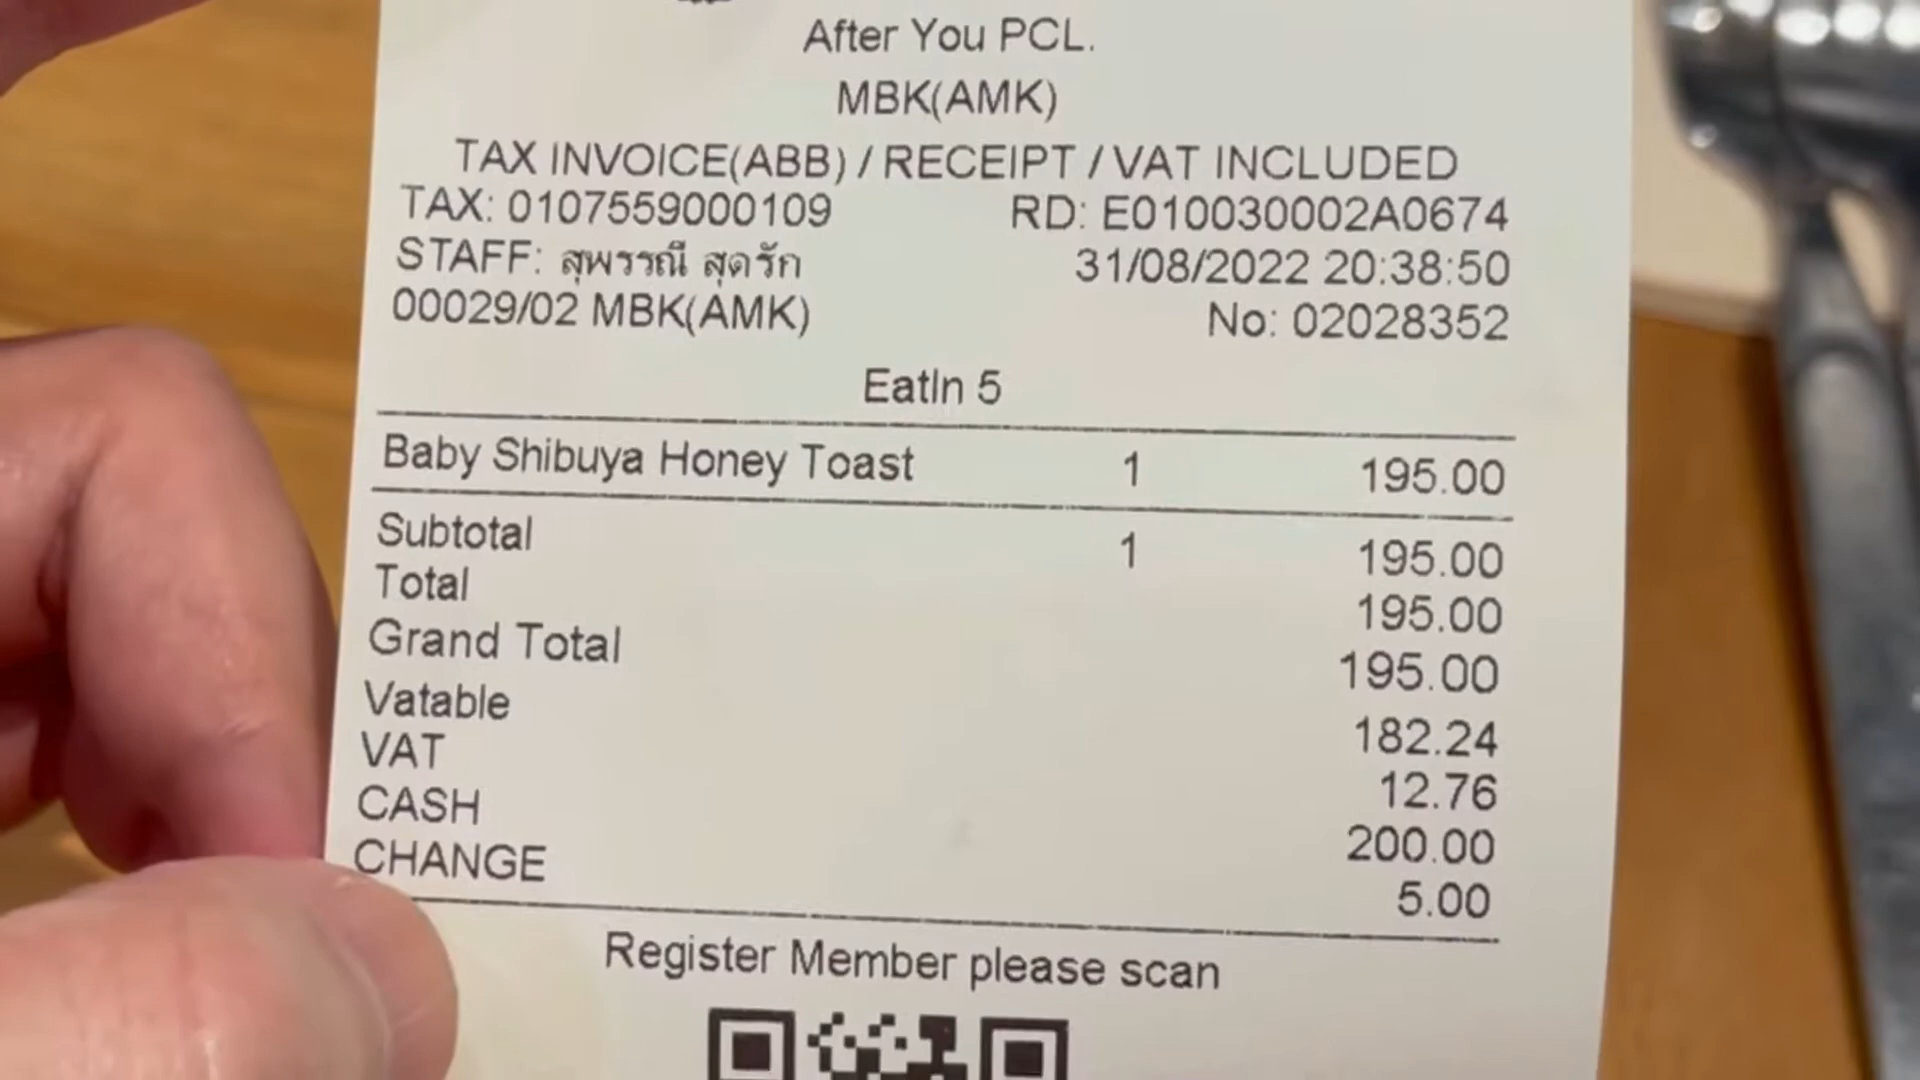 After You PCL.
MBK(AMK)
TAX INVOICE(ABB) / RECEIPT / VAT INCLUDED
TAX: 0107559000109 RD: E010030002A0674
STAFF: สุพรรณี สุดรัก 31/08/2022 20:38:50
00029/02 MBK(AMK) No: 02028352
EatIn 5
Baby Shibuya Honey Toast 1 195.00
Subtotal 1 195.00
Total 195.00
Grand Total 195.00
Vatable 182.24
VAT 12.76
CASH 200.00
CHANGE 5.00
Register Member please scan